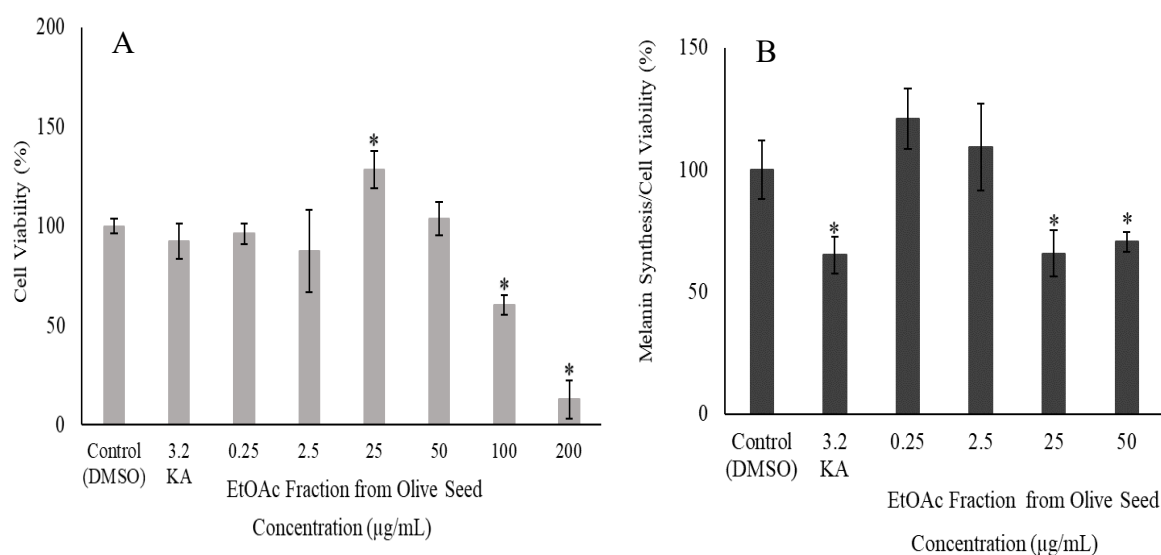 A
Cell Viability (%)
200
150
100
50
0
*
*
*
Control 3.2 0.25 2.5 25 50 100 200
(DMSO) KA
EtOAc Fraction from Olive Seed
Concentration (µg/mL)
B
Melanin Synthesis/Cell Viability (%)
150
100
50
0
*
*
*
Control 3.2 0.25 2.5 25 50
(DMSO) KA
EtOAc Fraction from Olive Seed
Concentration (µg/mL)